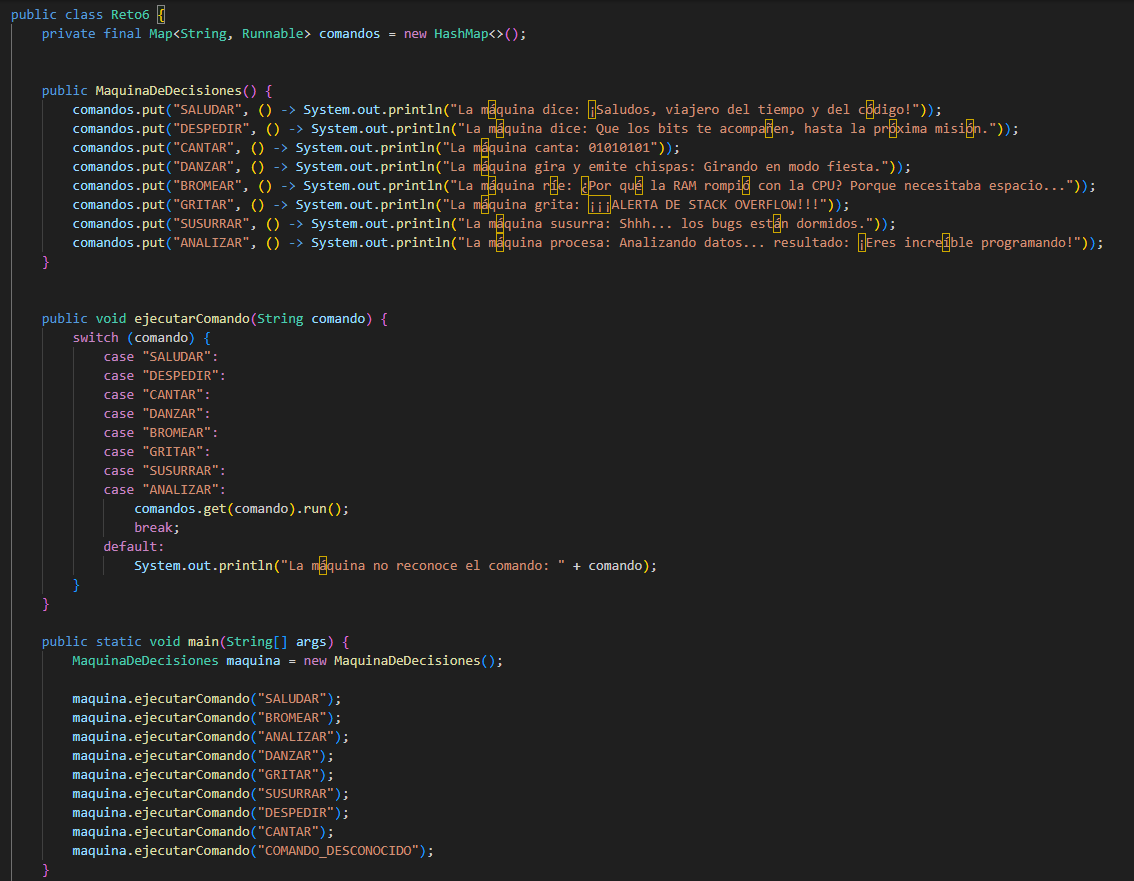 public class Reto6 {
    private final Map<String, Runnable> comandos = new HashMap<>();
    public MaquinaDeDecisiones() {
        comandos.put("SALUDAR", () -> System.out.println("La máquina dice: ¡Saludos, viajero del tiempo y del código!"));
        comandos.put("DESPEDIR", () -> System.out.println("La máquina dice: Que los bits te acompañen, hasta la próxima misión."));
        comandos.put("CANTAR", () -> System.out.println("La máquina canta: 01010101"));
        comandos.put("DANZAR", () -> System.out.println("La máquina gira y emite chispas: Girando en modo fiesta."));
        comandos.put("BROMEAR", () -> System.out.println("La máquina ríe: ¿Por qué la RAM rompió con la CPU? Porque necesitaba espacio..."));
        comandos.put("GRITAR", () -> System.out.println("La máquina grita: ¡¡¡ALERTA DE STACK OVERFLOW!!!"));
        comandos.put("SUSURRAR", () -> System.out.println("La máquina susurra: Shhh... los bugs están dormidos."));
        comandos.put("ANALIZAR", () -> System.out.println("La máquina procesa: Analizando datos... resultado: ¡Eres increíble programando!"));
    }
    public void ejecutarComando(String comando) {
        switch (comando) {
            case "SALUDAR":
            case "DESPEDIR":
            case "CANTAR":
            case "DANZAR":
            case "BROMEAR":
            case "GRITAR":
            case "SUSURRAR":
            case "ANALIZAR":
                comandos.get(comando).run();
                break;
            default:
                System.out.println("La máquina no reconoce el comando: " + comando);
        }
    }
    public static void main(String[] args) {
        MaquinaDeDecisiones maquina = new MaquinaDeDecisiones();
        maquina.ejecutarComando("SALUDAR");
        maquina.ejecutarComando("BROMEAR");
        maquina.ejecutarComando("ANALIZAR");
        maquina.ejecutarComando("DANZAR");
        maquina.ejecutarComando("GRITAR");
        maquina.ejecutarComando("SUSURRAR");
        maquina.ejecutarComando("DESPEDIR");
        maquina.ejecutarComando("CANTAR");
        maquina.ejecutarComando("COMANDO_DESCONOCIDO");
    }